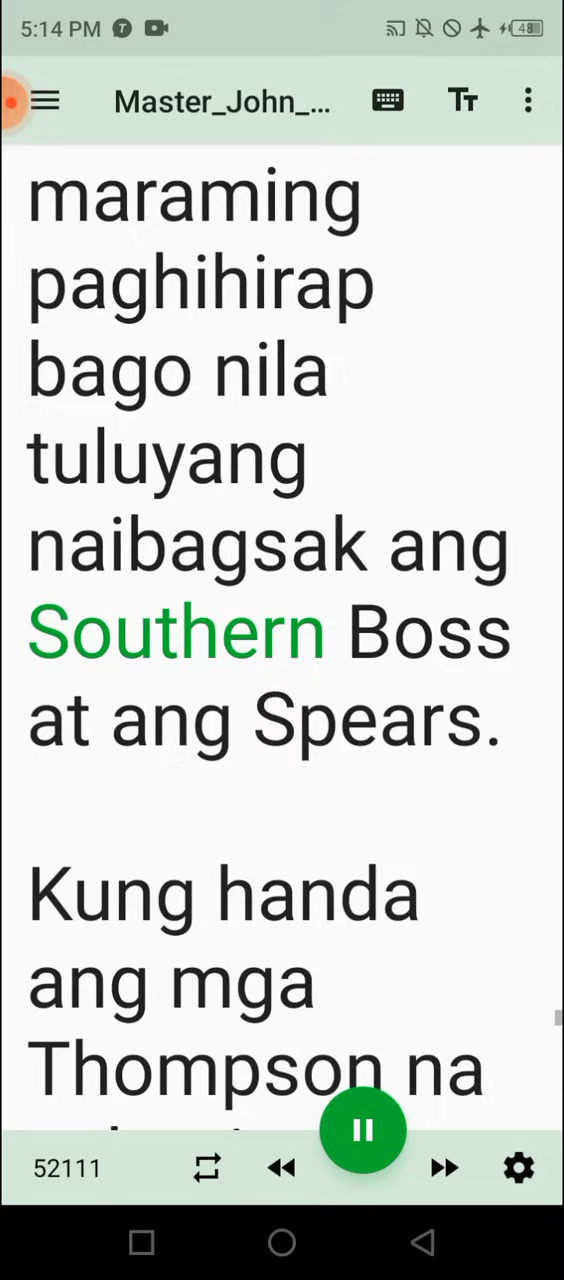 5:14 PM
48
Master_John_...
maraming
paghihirap
bago nila
tuluyang
naibagsak ang
Southern Boss
at ang Spears.
Kung handa
ang mga
Thompson na
52111